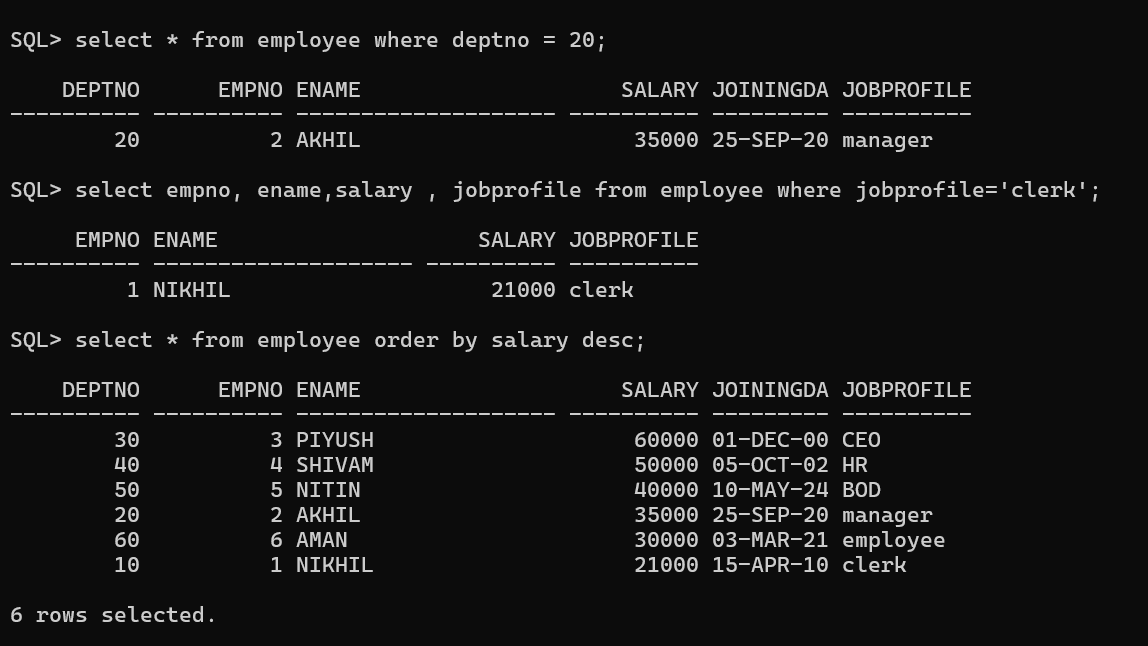 SQL> select * from employee where deptno = 20;
    DEPTNO      EMPNO ENAME                    SALARY JOININGDA JOBPROFILE
---------- ---------- -------------------- ---------- --------- ----------
        20          2 AKHIL                     35000 25-SEP-20 manager
SQL> select empno, ename,salary , jobprofile from employee where jobprofile='clerk';
     EMPNO ENAME                    SALARY JOBPROFILE
---------- -------------------- ---------- ----------
         1 NIKHIL                    21000 clerk
SQL> select * from employee order by salary desc;
    DEPTNO      EMPNO ENAME                    SALARY JOININGDA JOBPROFILE
---------- ---------- -------------------- ---------- --------- ----------
        30          3 PIYUSH                    60000 01-DEC-00 CEO
        40          4 SHIVAM                    50000 05-OCT-02 HR
        50          5 NITIN                     40000 10-MAY-24 BOD
        20          2 AKHIL                     35000 25-SEP-20 manager
        60          6 AMAN                      30000 03-MAR-21 employee
        10          1 NIKHIL                    21000 15-APR-10 clerk
6 rows selected.